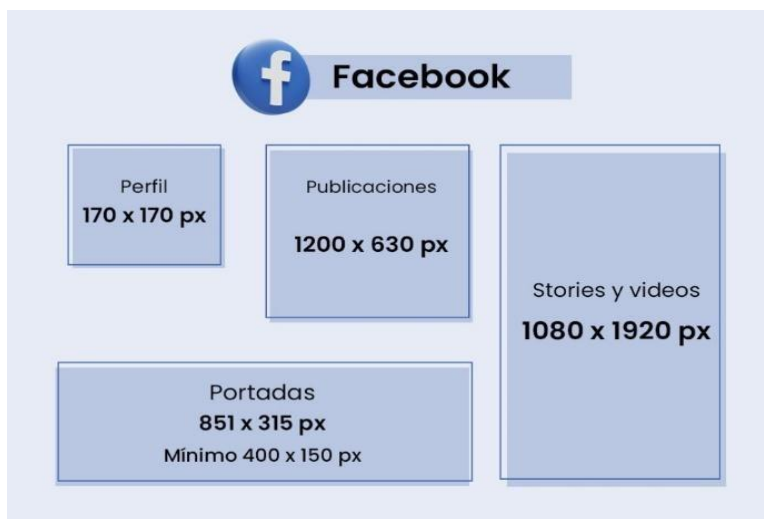 Facebook
Perfil
170 x 170 px
Publicaciones
1200 x 630 px
Stories y videos
1080 x 1920 px
Portadas
851 x 315 px
Mínimo 400 x 150 px